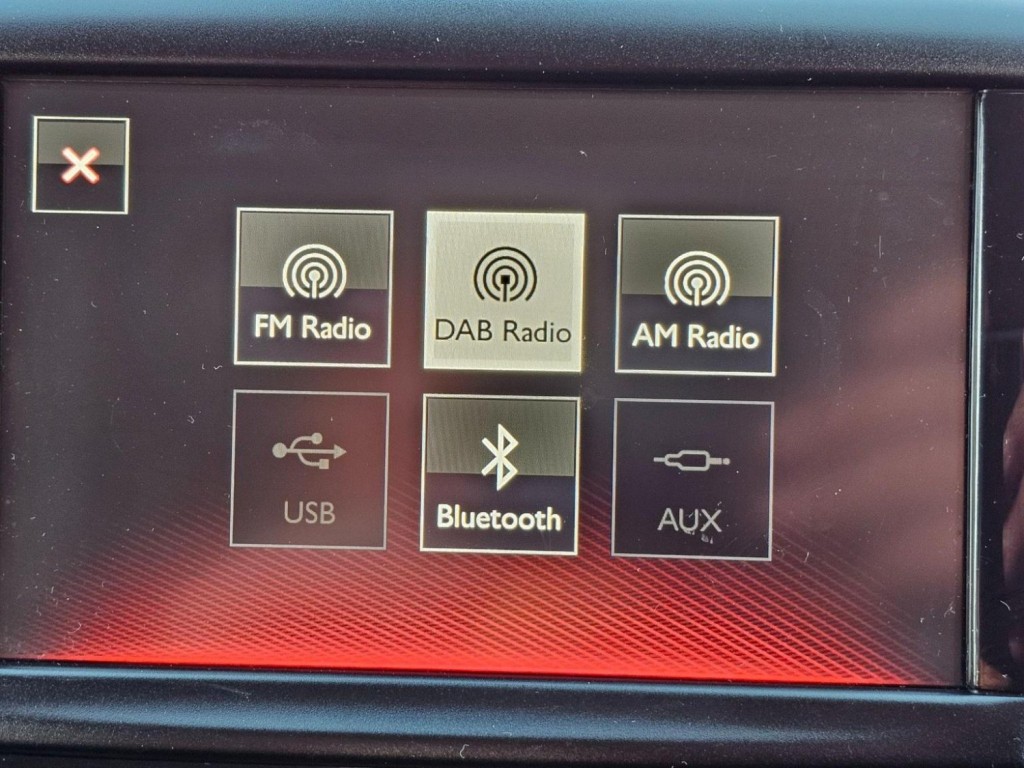 FM Radio
DAB Radio
AM Radio
USB
Bluetooth
AUX